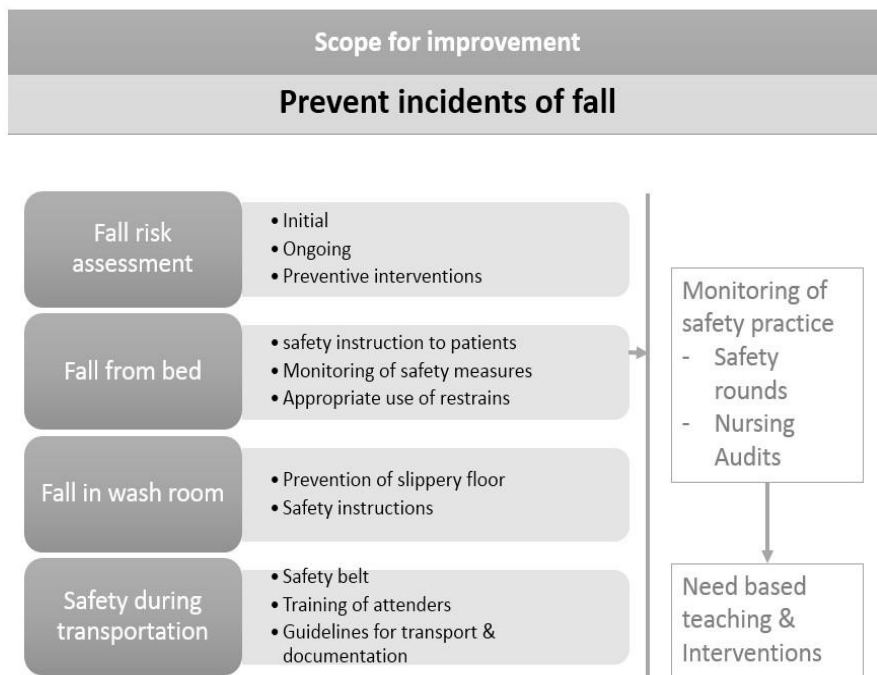 Scope for improvement
Prevent incidents of fall
Fall risk
assessment
• Initial
• Ongoing
• Preventive interventions
Fall from bed
• safety instruction to patients
• Monitoring of safety measures
• Appropriate use of restrains
Fall in wash room
• Prevention of slippery floor
• Safety instructions
Safety during
transportation
• Safety belt
• Training of attenders
• Guidelines for transport &
documentation
Monitoring of
safety practice
- Safety
rounds
- Nursing
Audits
Need based
teaching &
Interventions